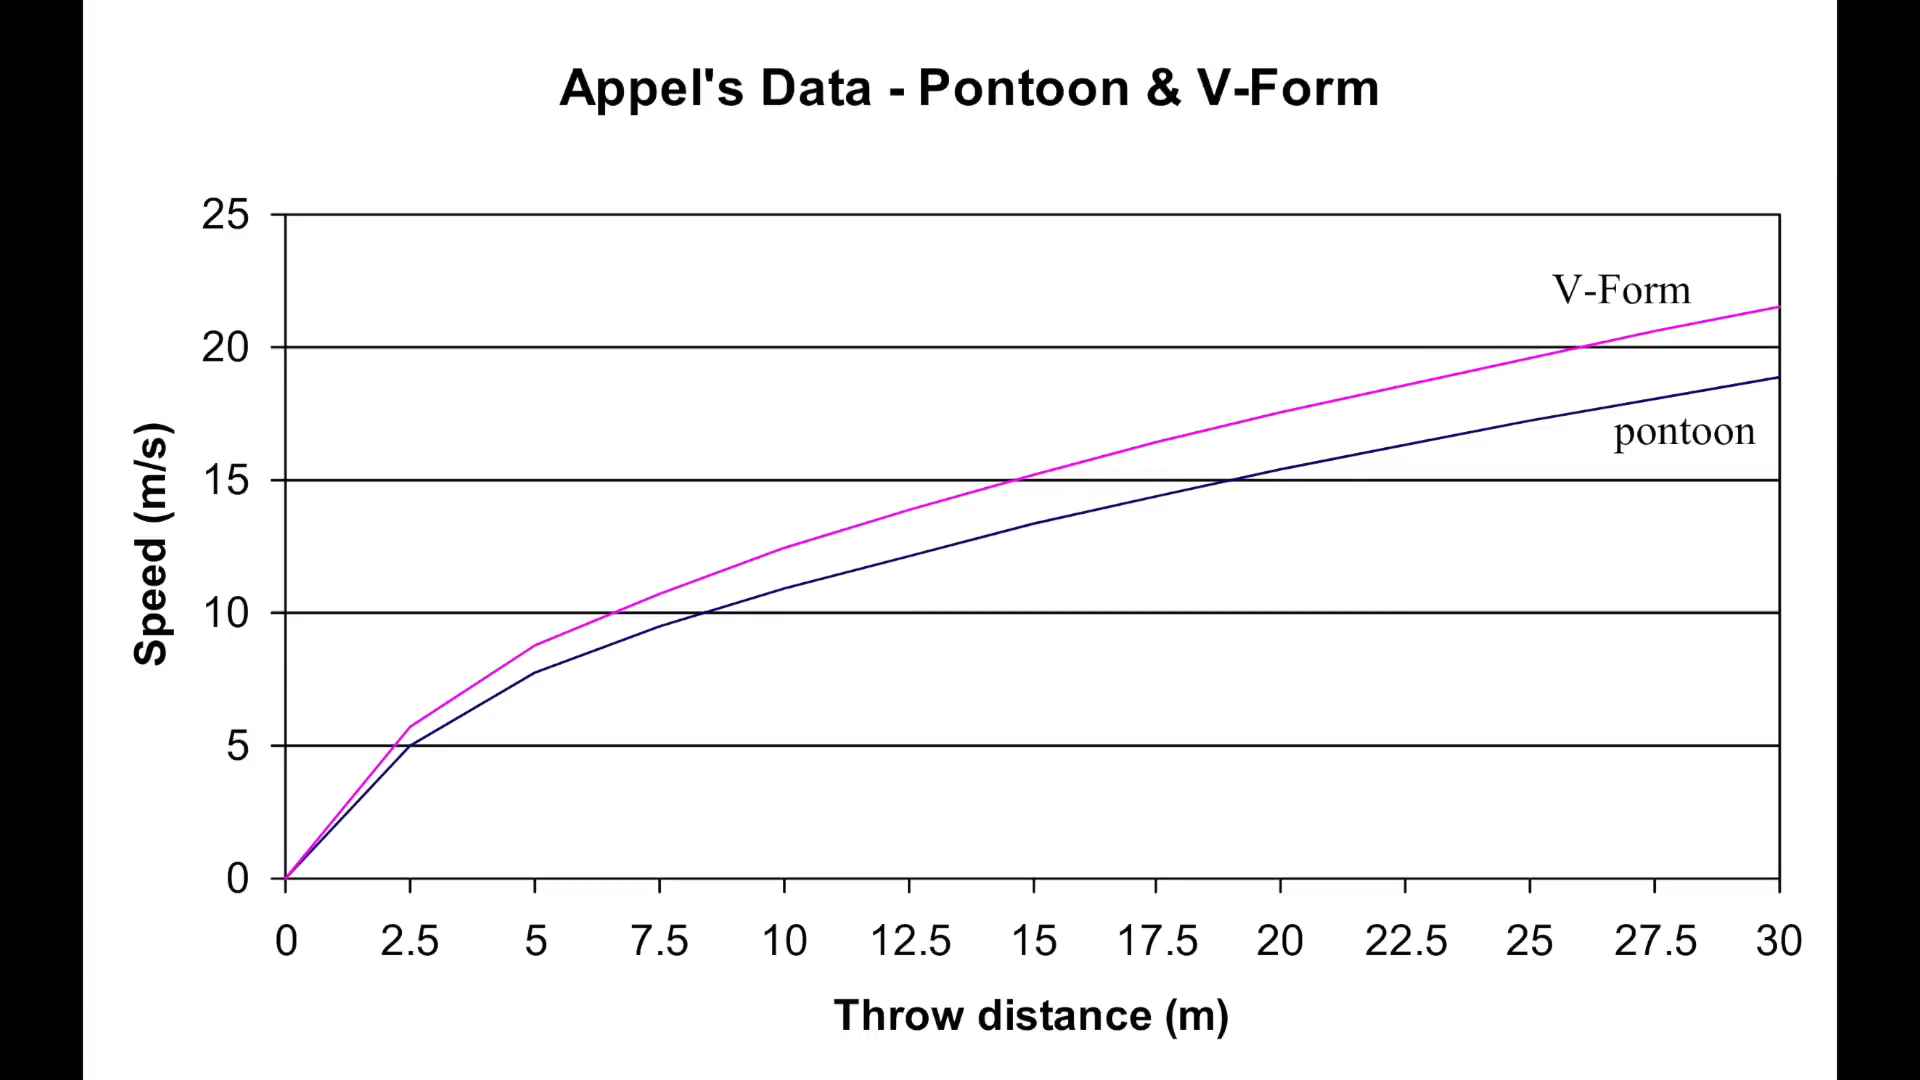 Appel's Data - Pontoon & V-Form
25
V-Form
20
pontoon
15
10
5
0
Speed (m/s)
0 2.5 5 7.5 10 12.5 15 17.5 20 22.5 25 27.5 30
Throw distance (m)